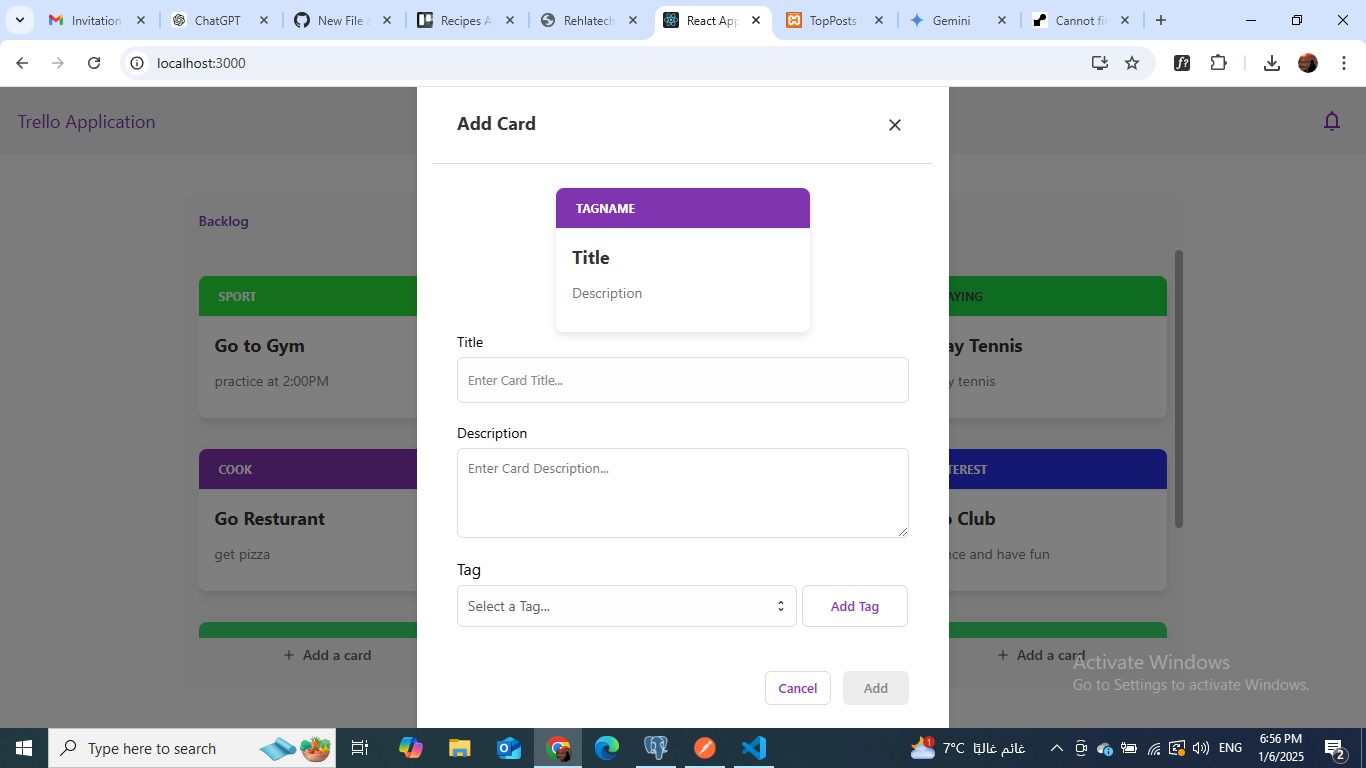 Invitation
ChatGPT
New File a
Recipes A
Rehlatech
React App
TopPosts
Gemini
Cannot fi
localhost:3000
Trello Application
Add Card
TAGNAME
Title
Description
Backlog
SPORT
Go to Gym
practice at 2:00PM
COOK
Go Resturant
get pizza
+ Add a card
Title
Enter Card Title...
Description
Enter Card Description...
Tag
Select a Tag...
Add Tag
Cancel
Add
AYING
ay Tennis
y tennis
TEREST
o Club
nce and have fun
+ Add a card
Activate Windows
Go to Settings to activate Windows.
Type here to search
1
7°C غائم غالبًا
ENG
6:56 PM
1/6/2025
2